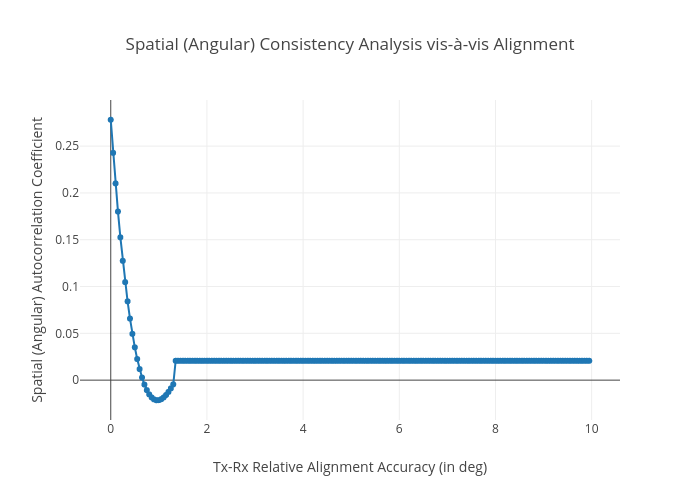 Spatial (Angular) Consistency Analysis vis-à-vis Alignment
Spatial (Angular) Autocorrelation Coefficient
0.25
0.2
0.15
0.1
0.05
0
0 2 4 6 8 10
Tx-Rx Relative Alignment Accuracy (in deg)